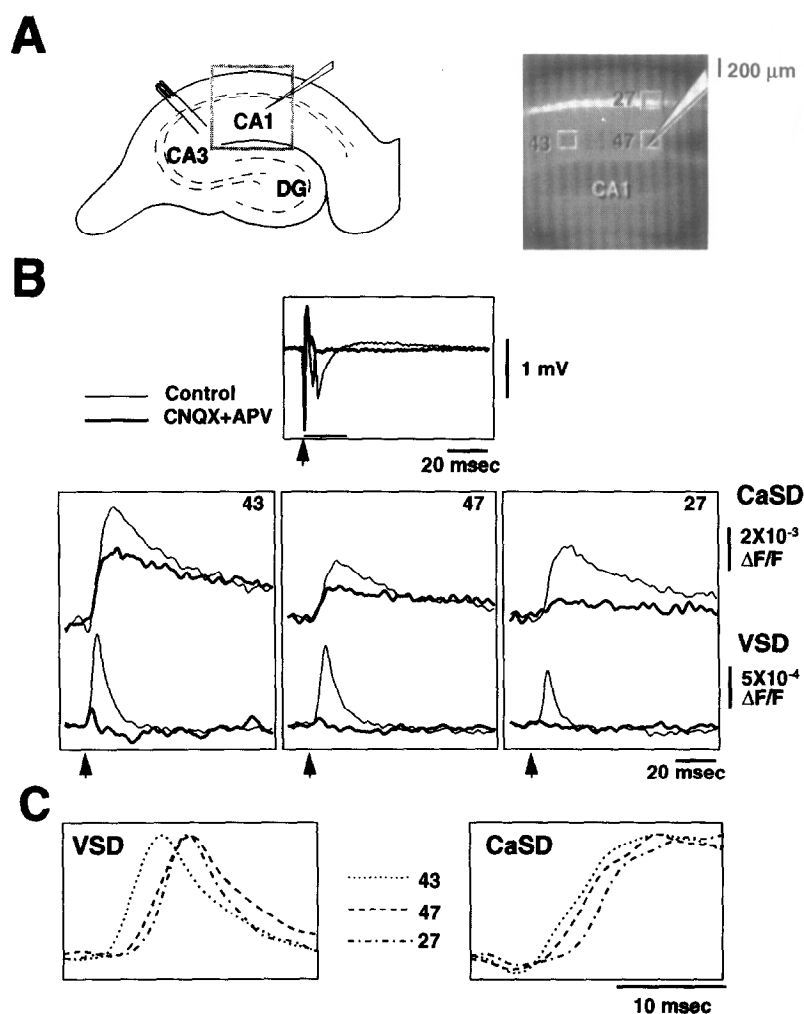 A
CA1
CA3
DG
27
43
47
CA1
200 μm
B
1 mV
Control
CNQX+APV
20 msec
43
47
27
CaSD
2X10-3
ΔF/F
VSD
5X10-4
ΔF/F
20 msec
C
VSD
CaSD
43
47
27
10 msec